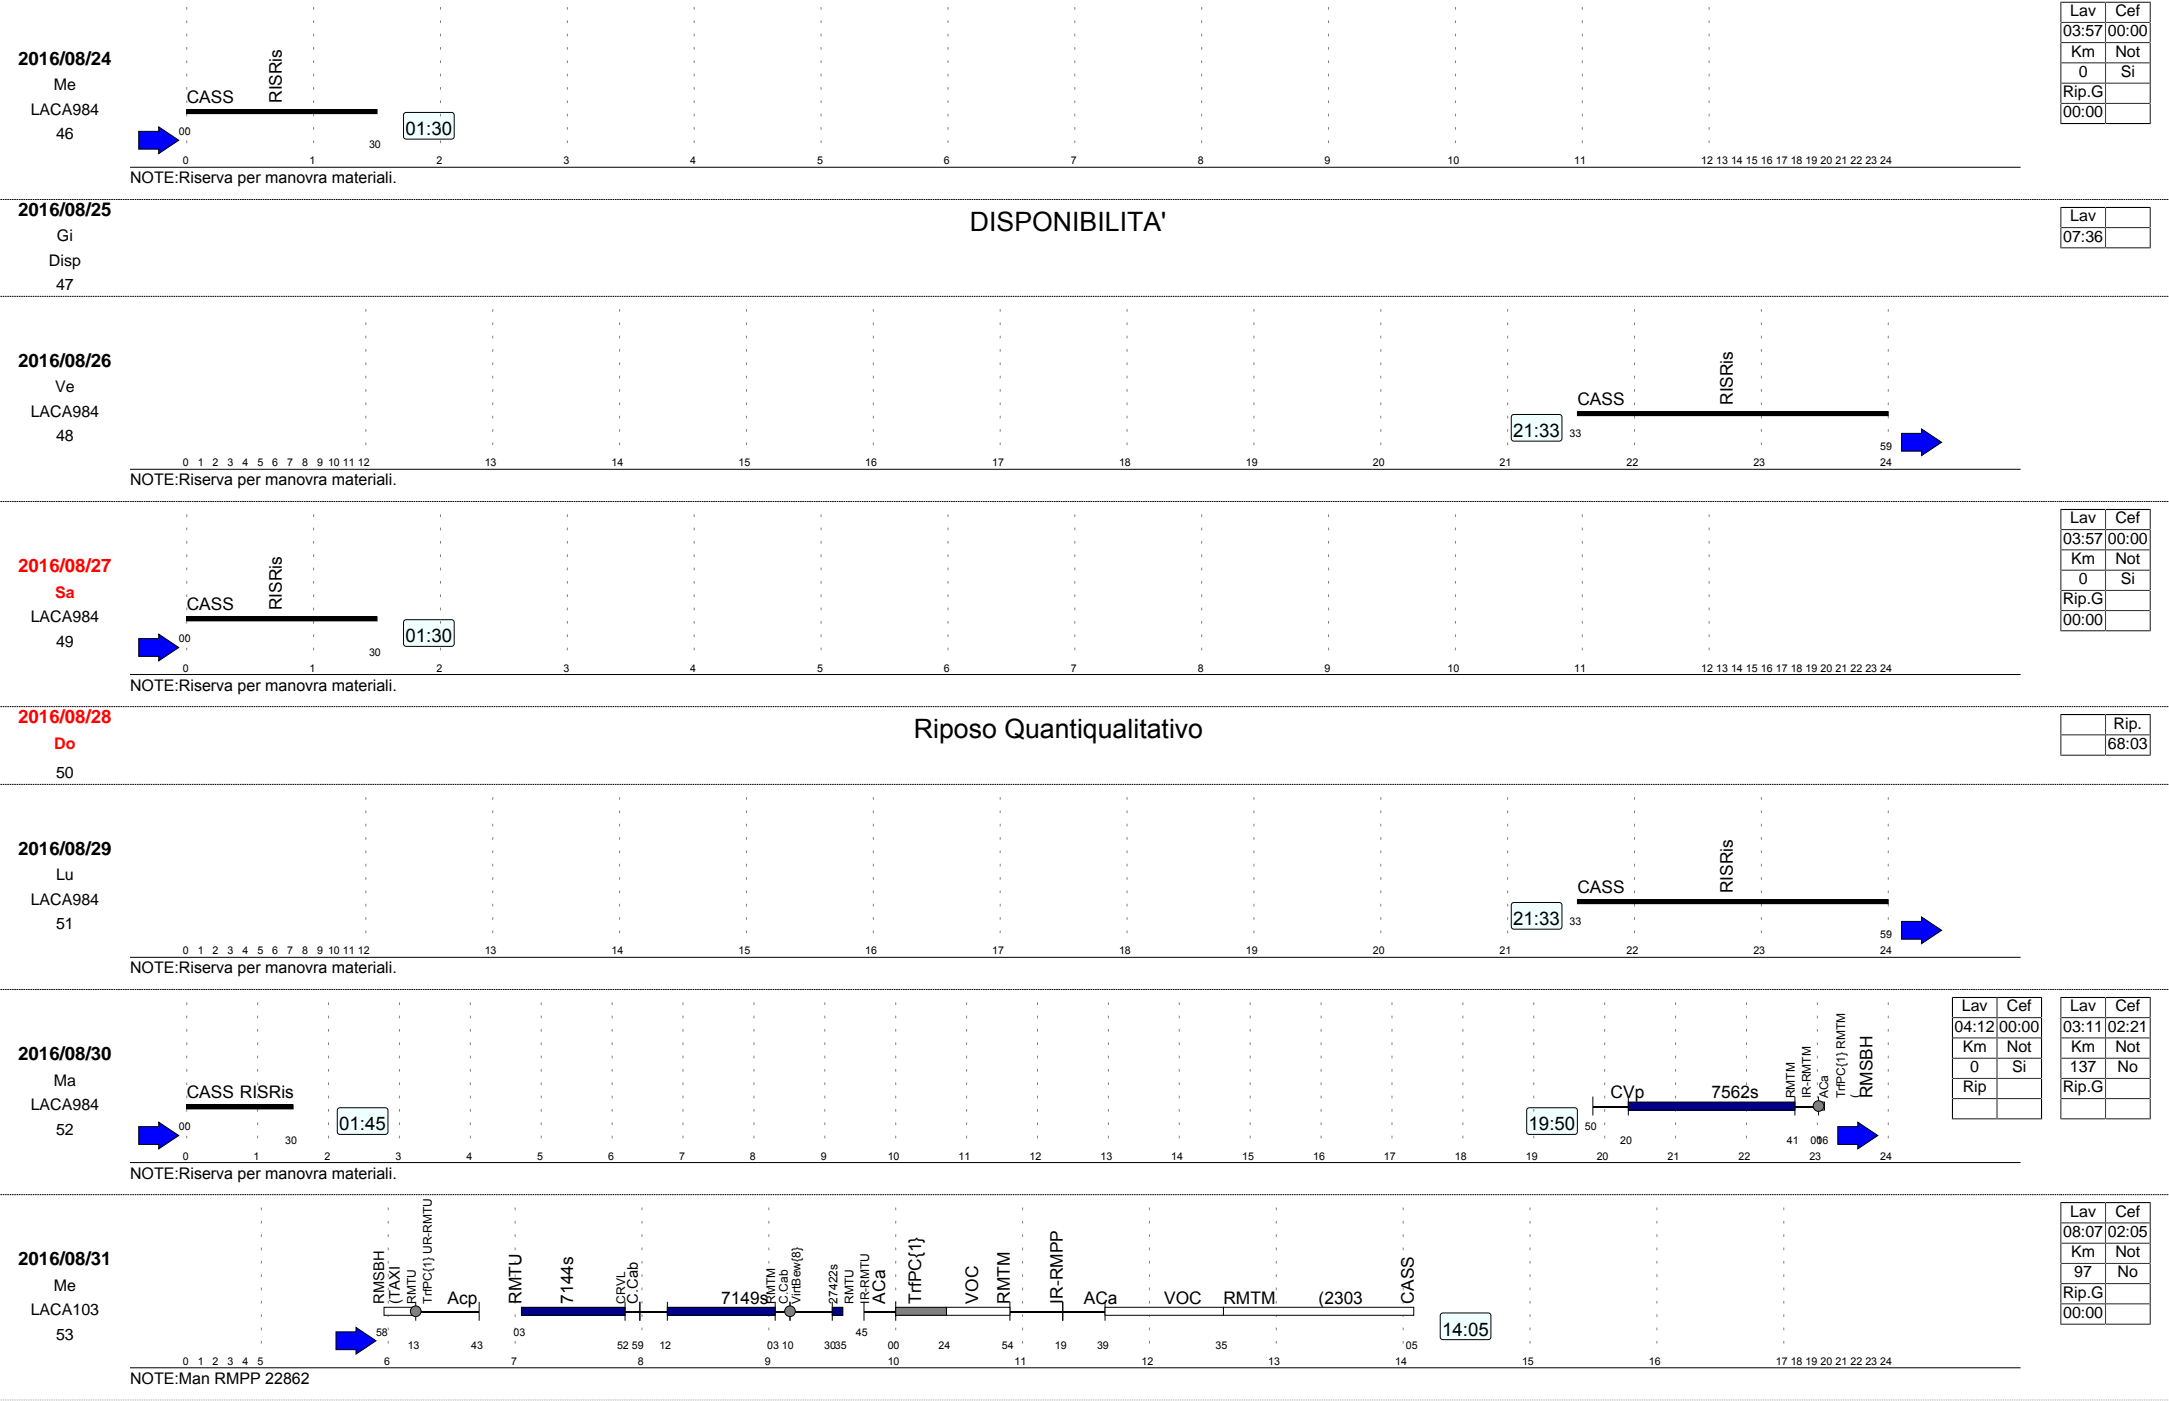 Lav Cef
03:57 00:00
Km Not
0 Si
Rip.G
00:00
2016/08/24
Me
LACA984
46
CASS RISRis
00 30
01:30
0 1 2 3 4 5 6 7 8 9 10 11 12 13 14 15 16 17 18 19 20 21 22 23 24
NOTE:Riserva per manovra materiali.
2016/08/25
Gi
Disp
47
DISPONIBILITA'
Lav
07:36
2016/08/26
Ve
LACA984
48
CASS RISRis
21:33 33 59
0 1 2 3 4 5 6 7 8 9 10 11 12 13 14 15 16 17 18 19 20 21 22 23 24
NOTE:Riserva per manovra materiali.
Lav Cef
03:57 00:00
Km Not
0 Si
Rip.G
00:00
2016/08/27
Sa
LACA984
49
CASS RISRis
00 30
01:30
0 1 2 3 4 5 6 7 8 9 10 11 12 13 14 15 16 17 18 19 20 21 22 23 24
NOTE:Riserva per manovra materiali.
2016/08/28
Do
50
Riposo Quantiqualitativo
Rip.
68:03
2016/08/29
Lu
LACA984
51
CASS RISRis
21:33 33 59
0 1 2 3 4 5 6 7 8 9 10 11 12 13 14 15 16 17 18 19 20 21 22 23 24
NOTE:Riserva per manovra materiali.
Lav Cef Lav Cef
04:12 00:00 03:11 02:21
Km Not Km Not
0 Si 137 No
Rip Rip.G
2016/08/30
Ma
LACA984
52
CASS RISRis
00 30
01:45
19:50 50
CVp 7562s RMTM IR-RMTM ACa TrfPC{1} RMTM ( RMSBH
20 41 06
0 1 2 3 4 5 6 7 8 9 10 11 12 13 14 15 16 17 18 19 20 21 22 23 24
NOTE:Riserva per manovra materiali.
Lav Cef
08:07 02:05
Km Not
97 No
Rip.G
00:00
2016/08/31
Me
LACA103
53
RMSBH (TAXI RMTU TrfPC{1} UR-RMTU Acp RMTU 7144s CRVL C.Cab 7149s RMTM C.Cab VirtBew{8} 27422s RMTU IR-RMTU ACa TrfPC{1} VOC RMTM IR-RMPP ACa VOC RMTM (2303 CASS
58 13 43 03 52 59 12 03 10 30 35 45 00 24 54 19 39 35 05
14:05
0 1 2 3 4 5 6 7 8 9 10 11 12 13 14 15 16 17 18 19 20 21 22 23 24
NOTE:Man RMPP 22862